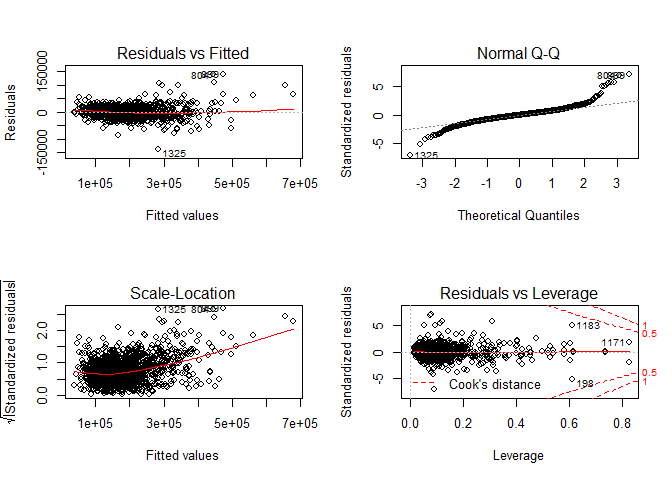 Residuals vs Fitted
Residuals
-150000 0 150000
1325
1e+05 3e+05 5e+05 7e+05
Fitted values
Normal Q-Q
Standardized residuals
-5 0 5
1325
-3 -2 -1 0 1 2 3
Theoretical Quantiles
Scale-Location
√|Standardized residuals|
0.0 1.0 2.0
1325
1e+05 3e+05 5e+05 7e+05
Fitted values
Residuals vs Leverage
Standardized residuals
-5 0 5
1183
1171
198
Cook's distance
1
0.5
0.5
1
0.0 0.2 0.4 0.6 0.8
Leverage